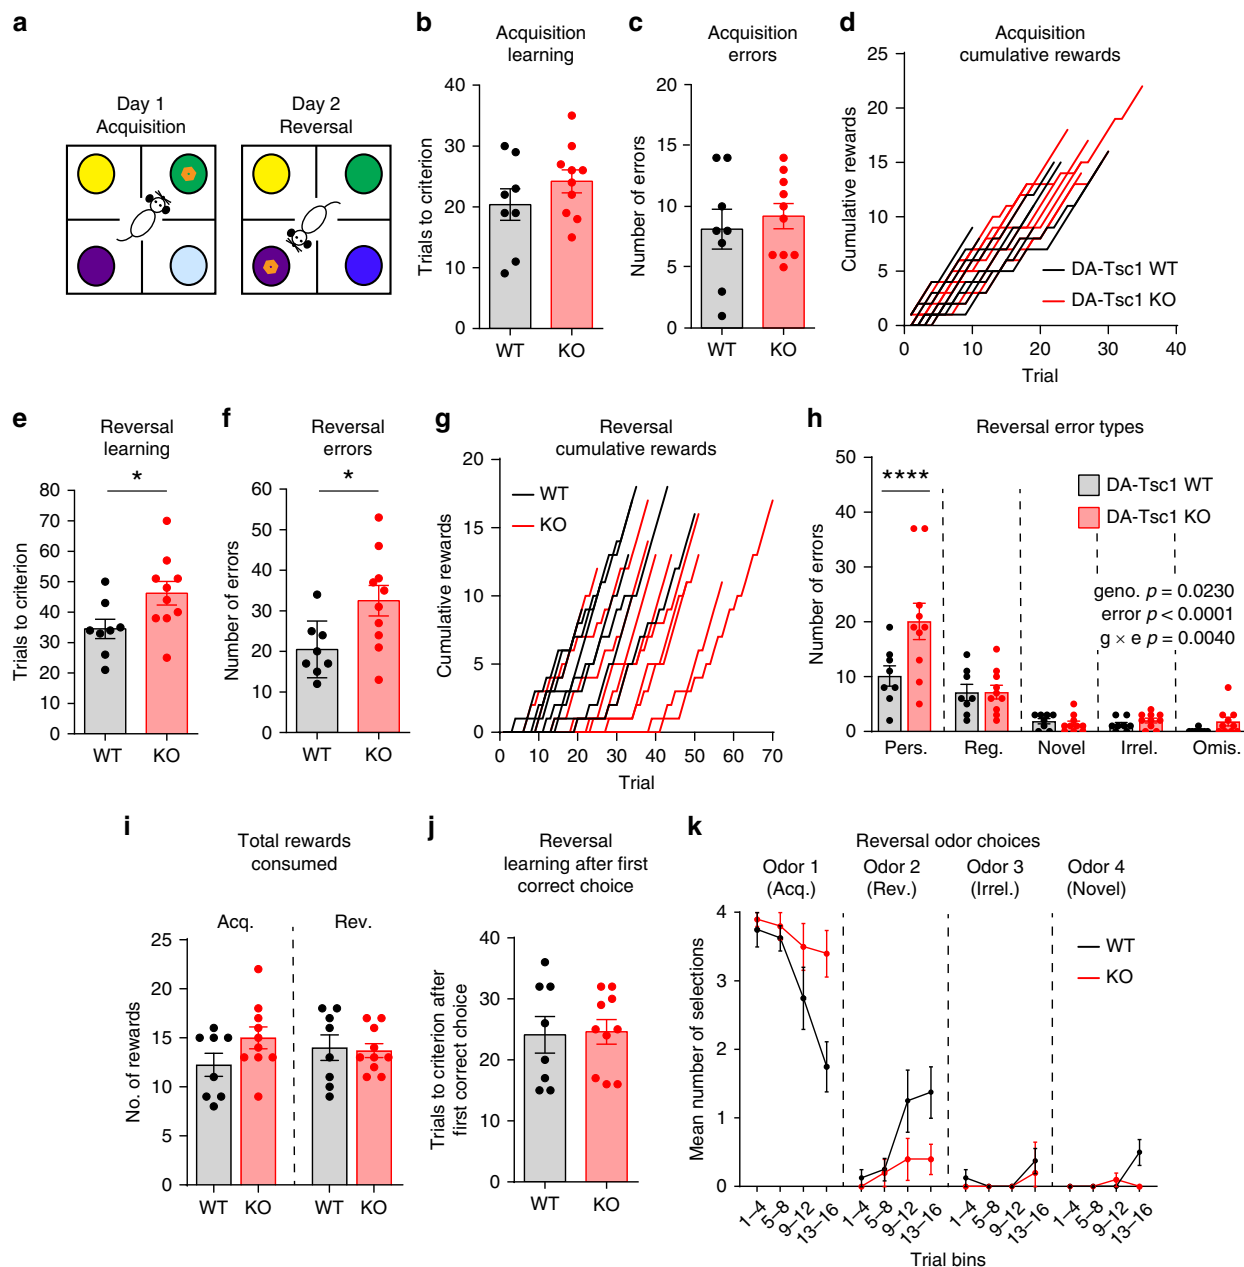 a
Day 1
Acquisition
Day 2
Reversal
b
Acquisition
learning
Trials to criterion
40
30
20
10
0
WT
KO
c
Acquisition
errors
Number of errors
20
15
10
5
0
WT
KO
d
Acquisition
cumulative rewards
Cumulative rewards
25
20
15
10
5
0
DA-Tsc1 WT
DA-Tsc1 KO
0 10 20 30 40
Trial
e
Reversal
learning
*
Trials to criterion
80
70
60
50
40
30
20
10
0
WT
KO
f
Reversal
errors
*
Number of errors
60
50
40
30
20
10
0
WT
KO
g
Reversal
cumulative rewards
Cumulative rewards
20
15
10
5
0
WT
KO
0 10 20 30 40 50 60 70
Trial
h
Reversal error types
Number of errors
50
40
30
20
10
0
****
DA-Tsc1 WT
DA-Tsc1 KO
geno. p = 0.0230
error p < 0.0001
g × e p = 0.0040
Pers. Reg. Novel Irrel. Omis.
i
Total rewards
consumed
Acq. Rev.
No. of rewards
25
20
15
10
5
0
WT KO WT KO
j
Reversal
learning after first
correct choice
Trials to criterion after
first correct choice
40
30
20
10
0
WT KO
k
Reversal odor choices
Odor 1
(Acq.)
Odor 2
(Rev.)
Odor 3
(Irrel.)
Odor 4
(Novel)
Mean number of selections
4
3
2
1
0
WT
KO
1–4 5–8 9–12 13–16 1–4 5–8 9–12 13–16 1–4 5–8 9–12 13–16 1–4 5–8 9–12 13–16
Trial bins